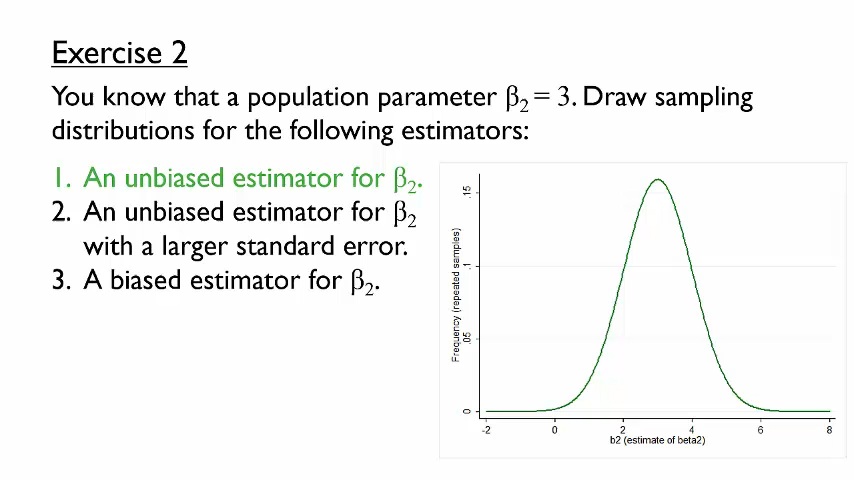 Exercise 2
You know that a population parameter β₂ = 3. Draw sampling
distributions for the following estimators:
1. An unbiased estimator for β₂.
2. An unbiased estimator for β₂
with a larger standard error.
3. A biased estimator for β₂.
Frequency (repeated samples)
.15
.1
.05
0
-2 0 2 4 6 8
b2 (estimate of beta2)